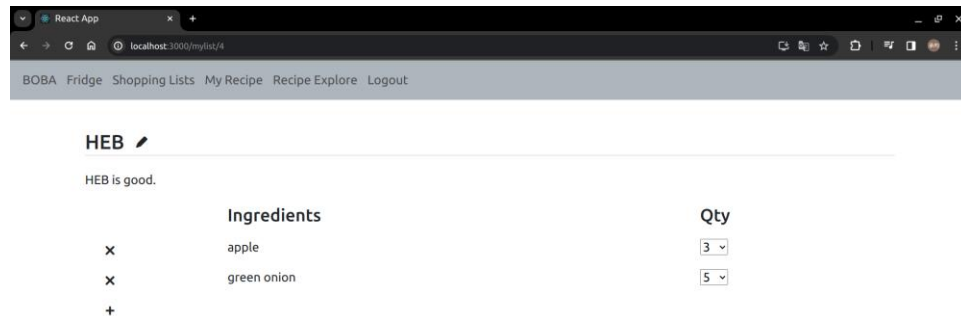 React App
localhost:3000/mylist/4
BOBA Fridge Shopping Lists My Recipe Recipe Explore Logout
HEB
HEB is good.
Ingredients Qty
apple 3
green onion 5